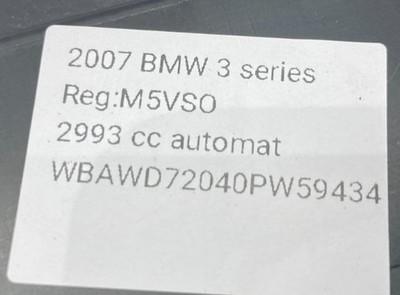 2007 BMW 3 series
Reg:M5VSO
2993 cc automat
WBAWD72040PW59434